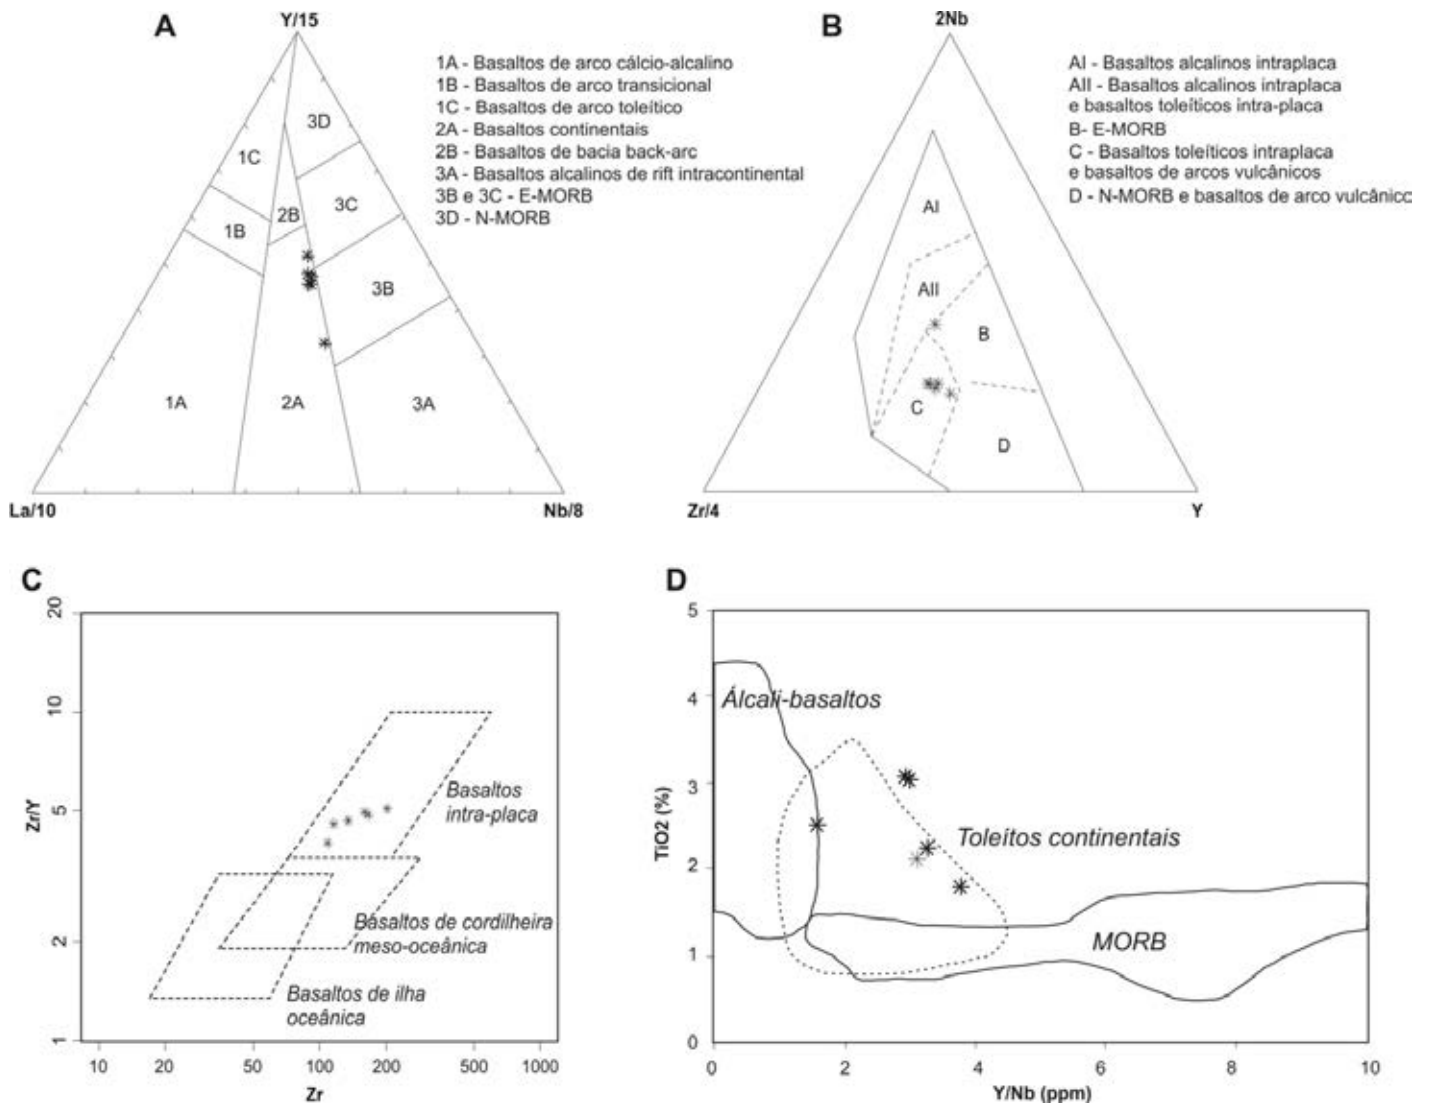 A
Y/15
1A - Basaltos de arco cálcio-alcalino
1B - Basaltos de arco transicional
1C - Basaltos de arco toleítico
2A - Basaltos continentais
2B - Basaltos de bacia back-arc
3A - Basaltos alcalinos de rift intracontinental
3B e 3C - E-MORB
3D - N-MORB
3D
1C
3C
2B
1B
3B
1A
2A
3A
La/10
Nb/8
B
2Nb
AI - Basaltos alcalinos intraplaca
AII - Basaltos alcalinos intraplaca
e basaltos toleíticos intra-placa
B- E-MORB
C - Basaltos toleíticos intraplaca
e basaltos de arcos vulcânicos
D - N-MORB e basaltos de arco vulcânicc
AI
AII
B
C
D
Zr/4
Y
C
20
10
5
2
1
Zr/Y
Basaltos
intra-placa
Básaltos de cordilheira
meso-oceânica
Basaltos de ilha
oceânica
10
20
50
100
200
500
1000
Zr
D
5
4
3
2
1
0
TiO2 (%)
Álcali-basaltos
Toleítos continentais
MORB
0
2
4
6
8
10
Y/Nb (ppm)